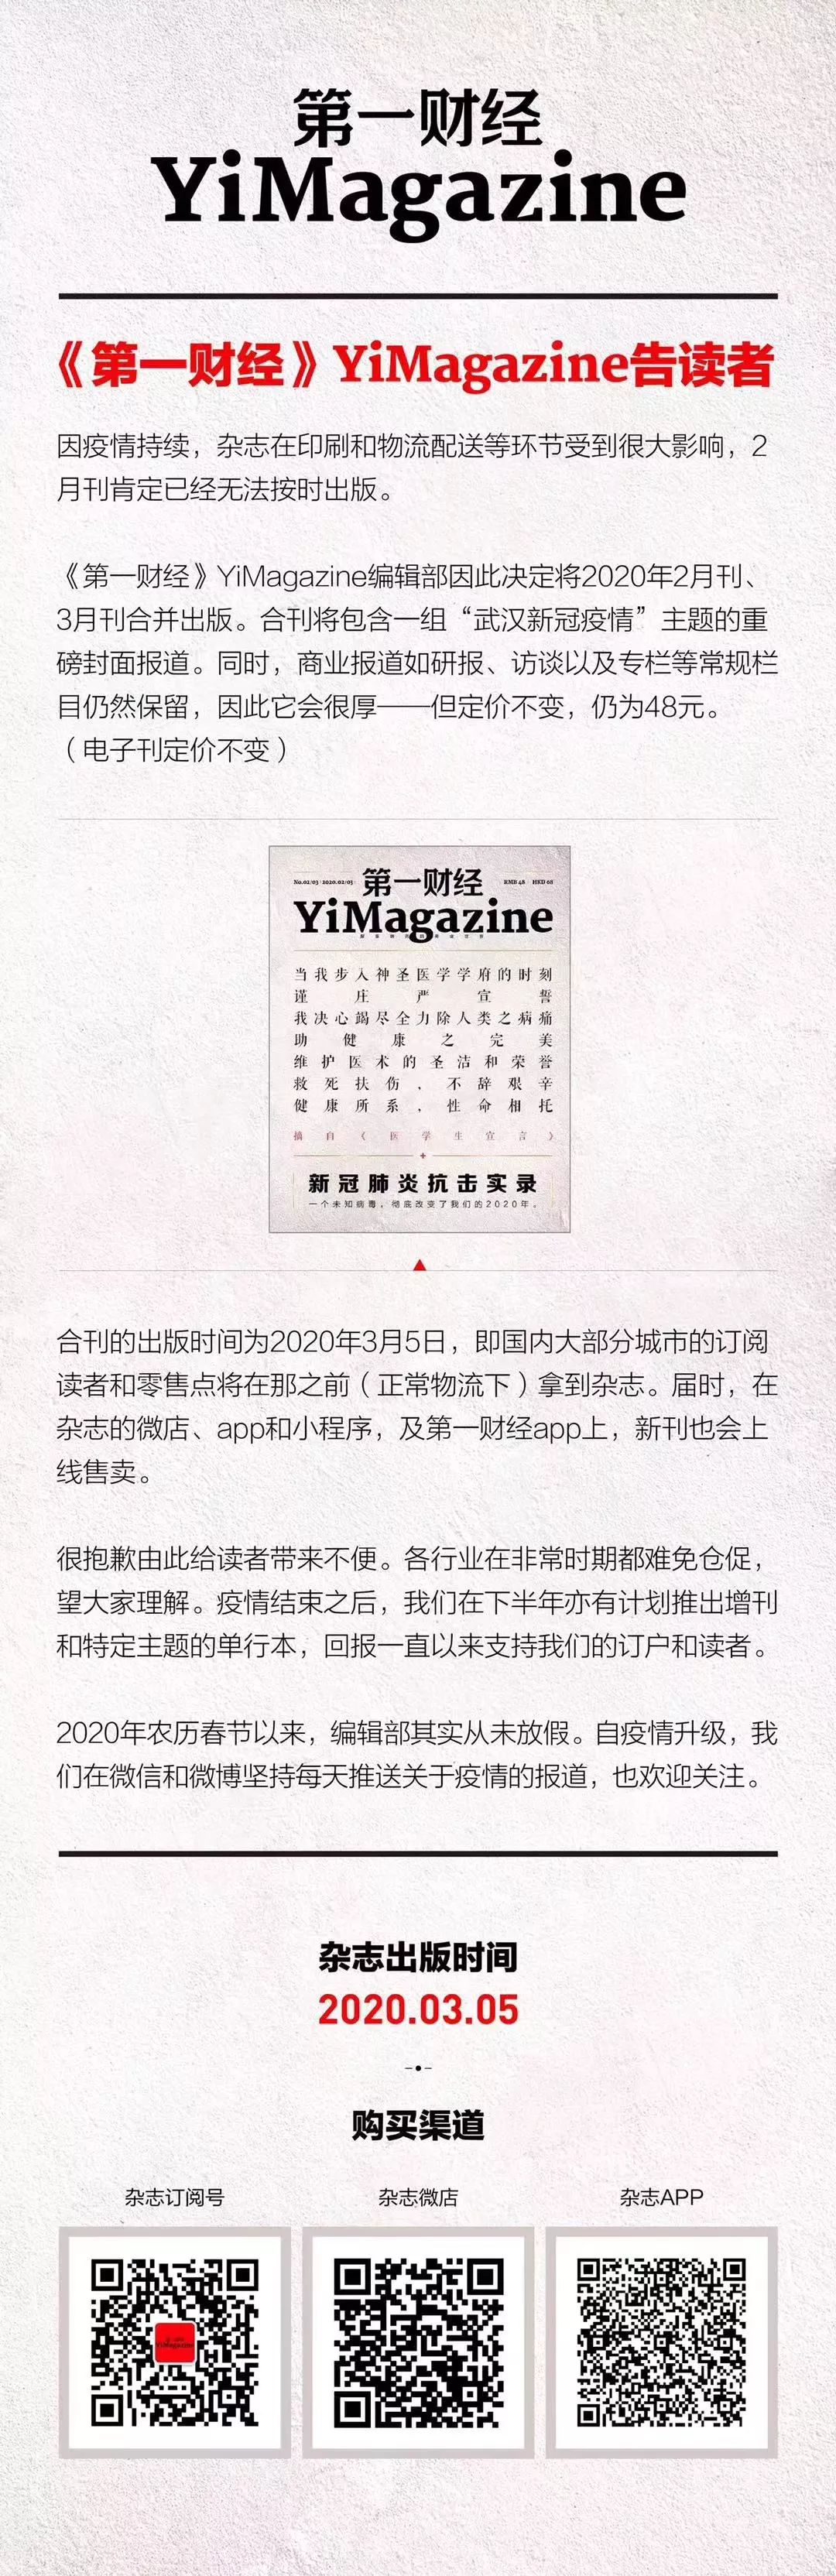 第一财经
YiMagazine
《第一财经》YiMagazine告读者
因疫情持续，杂志在印刷和物流配送等环节受到很大影响，2
月刊肯定已经无法按时出版。
《第一财经》YiMagazine编辑部因此决定将2020年2月刊、
3月刊合并出版。合刊将包含一组“武汉新冠疫情”主题的重
磅封面报道。同时，商业报道如研报、访谈以及专栏等常规栏
目仍然保留，因此它会很厚——但定价不变，仍为48元。
（电子刊定价不变）
No.02/03 · 2020.02/05
第一财经
RMB 48 HKD 68
YiMagazine
当我步入神圣医学学府的时刻
谨庄严宣誓
我决心竭尽全力除人类之病痛
助健康之完美
维护医术的圣洁和荣誉
救死扶伤，不辞艰辛
健康所系，性命相托
摘自《医学生宣言》
新冠肺炎抗击实录
一个未知病毒，彻底改变了我们的2020年。
合刊的出版时间为2020年3月5日，即国内大部分城市的订阅
读者和零售点将在那之前（正常物流下）拿到杂志。届时，在
杂志的微店、app和小程序，及第一财经app上，新刊也会上
线售卖。
很抱歉由此给读者带来不便。各行业在非常时期都难免仓促，
望大家理解。疫情结束之后，我们在下半年亦有计划推出增刊
和特定主题的单行本，回报一直以来支持我们的订户和读者。
2020年农历春节以来，编辑部其实从未放假。自疫情升级，我
们在微信和微博坚持每天推送关于疫情的报道，也欢迎关注。
杂志出版时间
2020.03.05
购买渠道
杂志订阅号
杂志微店
杂志APP